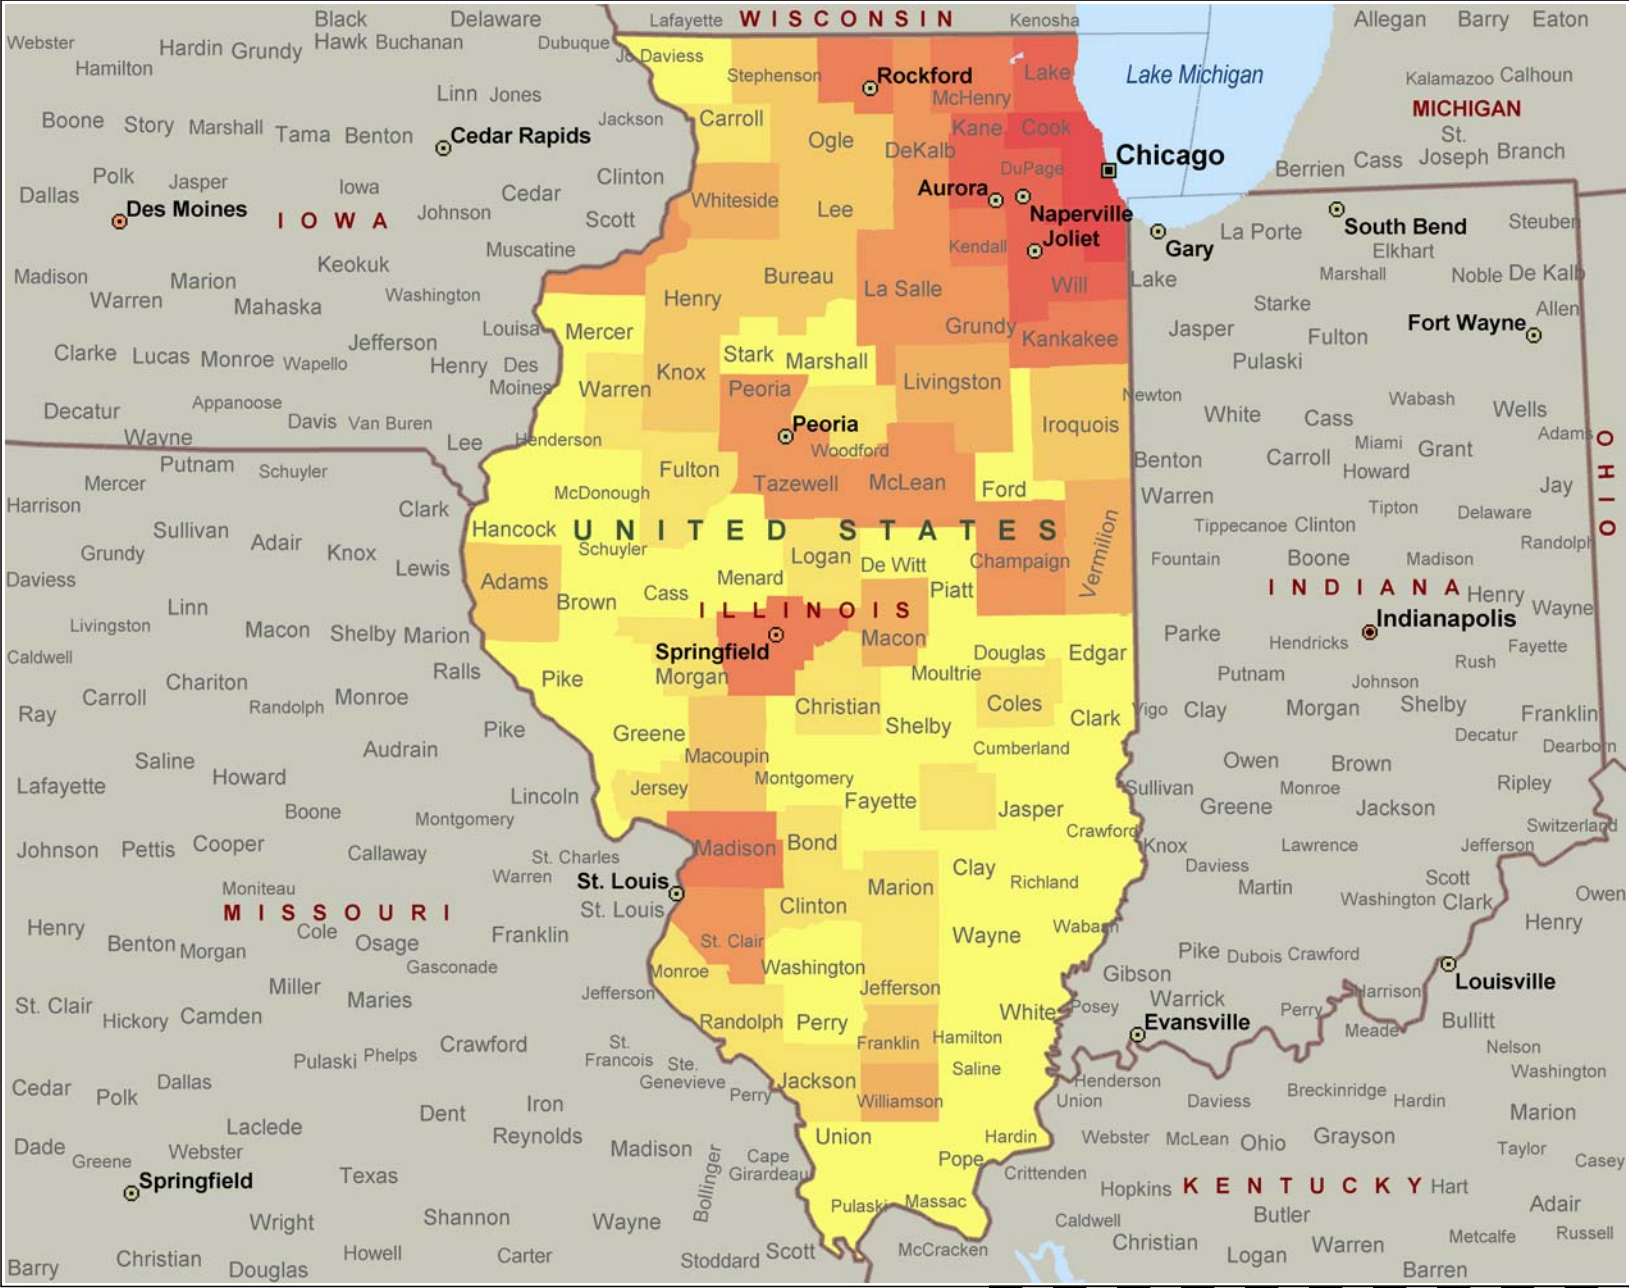 Black
Delaware
Lafayette
WISCONSIN
Kenosha
Allegan
Barry
Eaton
Webster
Hardin
Grundy
Hawk
Buchanan
Dubuque
Jo Daviess
Hamilton
Stephenson
Rockford
Lake
Lake Michigan
Kalamazoo
Calhoun
Linn
Jones
McHenry
MICHIGAN
Boone
Story
Marshall
Tama
Benton
Cedar Rapids
Jackson
Carroll
Ogle
DeKalb
Kane
Cook
Chicago
St.
Joseph
Branch
Cass
Berrien
Polk
Jasper
Iowa
Cedar
Clinton
DuPage
Dallas
Des Moines
IOWA
Johnson
Scott
Whiteside
Lee
Aurora
Naperville
Joliet
Gary
La Porte
South Bend
Steuben
Elkhart
Muscatine
Kendall
Madison
Marion
Keokuk
Bureau
La Salle
Will
Lake
Marshall
Noble
De Kalb
Warren
Mahaska
Washington
Henry
Starke
Allen
Louisa
Mercer
Grundy
Kankakee
Jasper
Fulton
Fort Wayne
Clarke
Lucas
Monroe
Wapello
Jefferson
Henry
Des
Moines
Stark
Marshall
Pulaski
Knox
Warren
Peoria
Livingston
Newton
Decatur
Appanoose
Davis
Van Buren
Wayne
Lee
Henderson
Peoria
Woodford
Iroquois
White
Cass
Wabash
Wells
Adams
Miami
Grant
OHIO
Putnam
Schuyler
Mercer
Fulton
Tazewell
McLean
Ford
Benton
Carroll
Howard
Jay
Harrison
Clark
McDonough
Warren
Tipton
Delaware
Sullivan
Adair
Hancock
UNITED STATES
Vermilion
Tippecanoe
Clinton
Randolph
Grundy
Knox
Lewis
Schuyler
Logan
De Witt
Champaign
Fountain
Boone
Madison
Daviess
Adams
Menard
Piatt
INDIANA
Henry
Linn
Brown
Cass
ILLINOIS
Indianapolis
Wayne
Livingston
Macon
Shelby
Marion
Springfield
Macon
Parke
Hendricks
Fayette
Caldwell
Ralls
Pike
Morgan
Moultrie
Douglas
Edgar
Putnam
Rush
Carroll
Chariton
Randolph
Monroe
Christian
Coles
Johnson
Ray
Pike
Greene
Shelby
Clark
Vigo
Clay
Morgan
Shelby
Franklin
Saline
Audrain
Macoupin
Cumberland
Decatur
Dearborn
Lafayette
Howard
Lincoln
Jersey
Montgomery
Fayette
Jasper
Owen
Brown
Sullivan
Monroe
Ripley
Boone
Montgomery
Greene
Jackson
Crawford
Switzerland
Johnson
Pettis
Cooper
Callaway
St. Charles
Madison
Bond
Knox
Lawrence
Jefferson
Moniteau
Warren
St. Louis
St. Louis
Marion
Clay
Richland
Daviess
Martin
Scott
Clark
Washington
Owen
MISSOURI
Clinton
Henry
Benton
Morgan
Cole
Osage
Franklin
St. Clair
Wayne
Wabash
Henry
Gasconade
Monroe
Washington
Pike
Dubois
Crawford
Miller
Maries
Jefferson
Jefferson
Gibson
Louisville
St. Clair
Hickory
Camden
Randolph
Perry
White
Posey
Warrick
Harrison
Evansville
Perry
Bullitt
Pulaski
Phelps
Crawford
St.
Francois
Ste.
Genevieve
Franklin
Hamilton
Meade
Nelson
Cedar
Polk
Dallas
Perry
Jackson
Saline
Henderson
Washington
Iron
Williamson
Union
Daviess
Breckinridge
Hardin
Marion
Dent
Laclede
Reynolds
Madison
Union
Hardin
Webster
McLean
Ohio
Grayson
Taylor
Dade
Greene
Webster
Springfield
Texas
Bollinger
Cape
Girardeau
Pope
Crittenden
Casey
Hopkins
KENTUCKY
Hart
Adair
Wright
Shannon
Wayne
Pulaski
Massac
Caldwell
Butler
Metcalfe
Russell
Barry
Christian
Douglas
Howell
Carter
Stoddard
Scott
McCracken
Christian
Logan
Warren
Barren